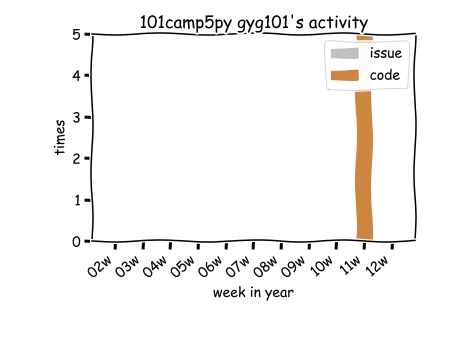 101camp5py gyg101's activity
issue
code
times
5
4
3
2
1
0
02w 03w 04w 05w 06w 07w 08w 09w 10w 11w 12w
week in year